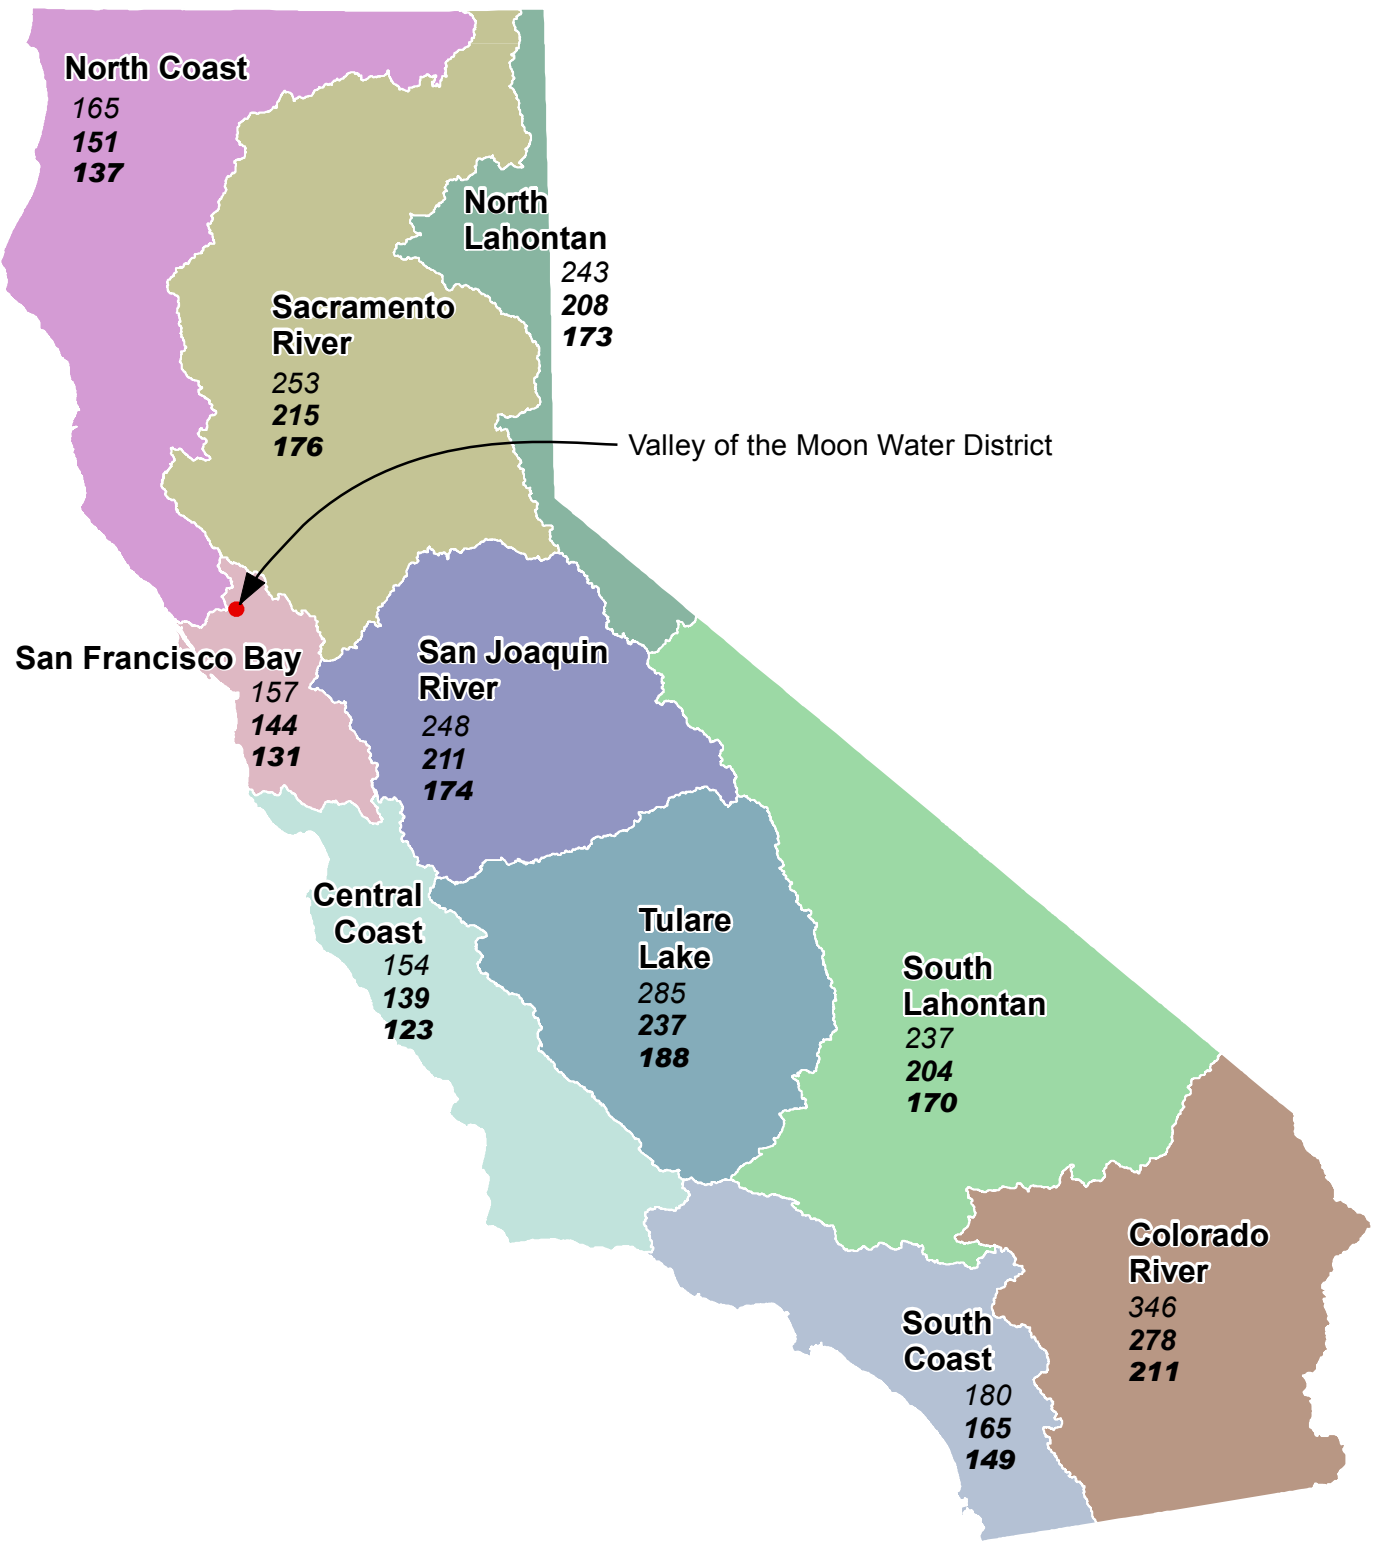 North Coast
165
151
137
North
Lahontan
243
208
173
Sacramento
River
253
215
176
Valley of the Moon Water District
San Francisco Bay
157
144
131
San Joaquin
River
248
211
174
Central
Coast
154
139
123
Tulare
Lake
285
237
188
South
Lahontan
237
204
170
Colorado
River
346
278
211
South
Coast
180
165
149